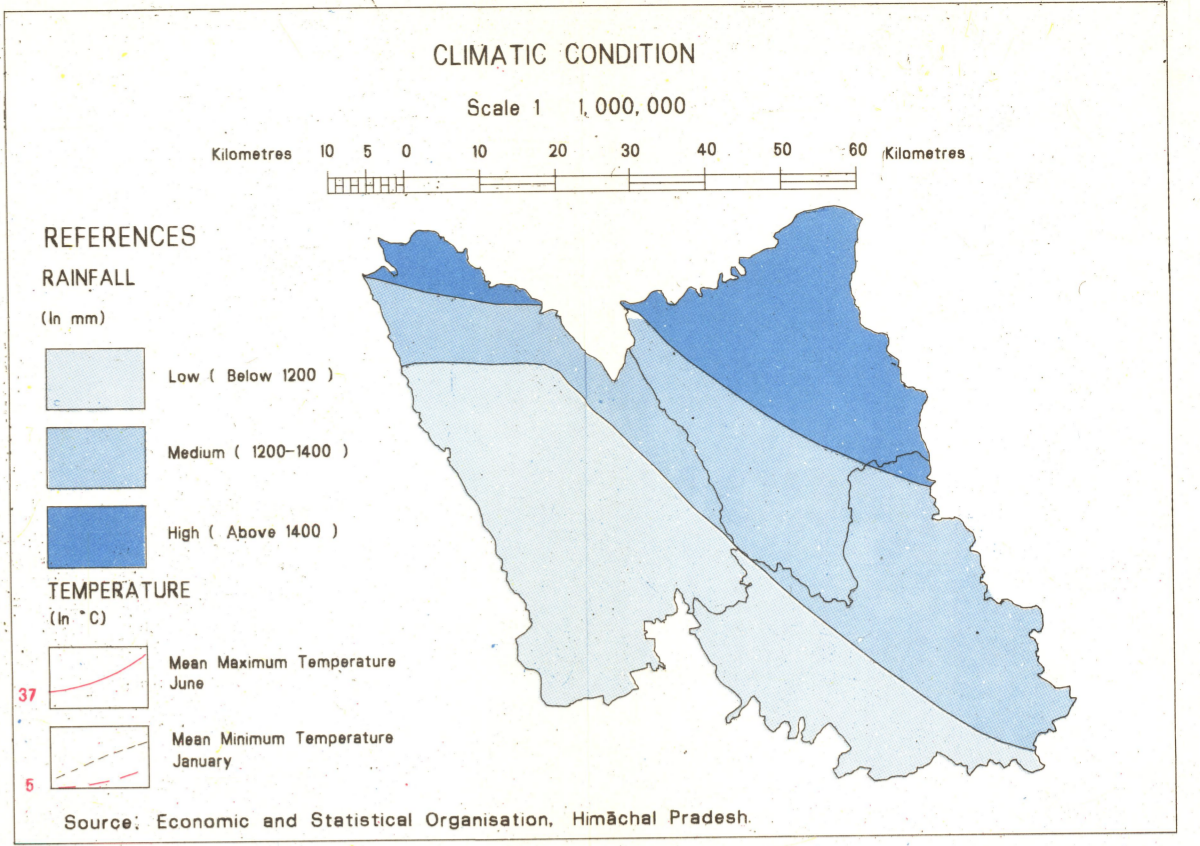 CLIMATIC CONDITION
Scale 1 1,000,000
Kilometres 10 5 0 10 20 30 40 50 60 Kilometres
REFERENCES
RAINFALL
(In mm)
Low ( Below 1200 )
Medium ( 1200-1400 )
High ( Above 1400 )
TEMPERATURE
(In °C)
Mean Maximum Temperature
June
37
Mean Minimum Temperature
January
5
Source: Economic and Statistical Organisation, Himāchal Pradesh.